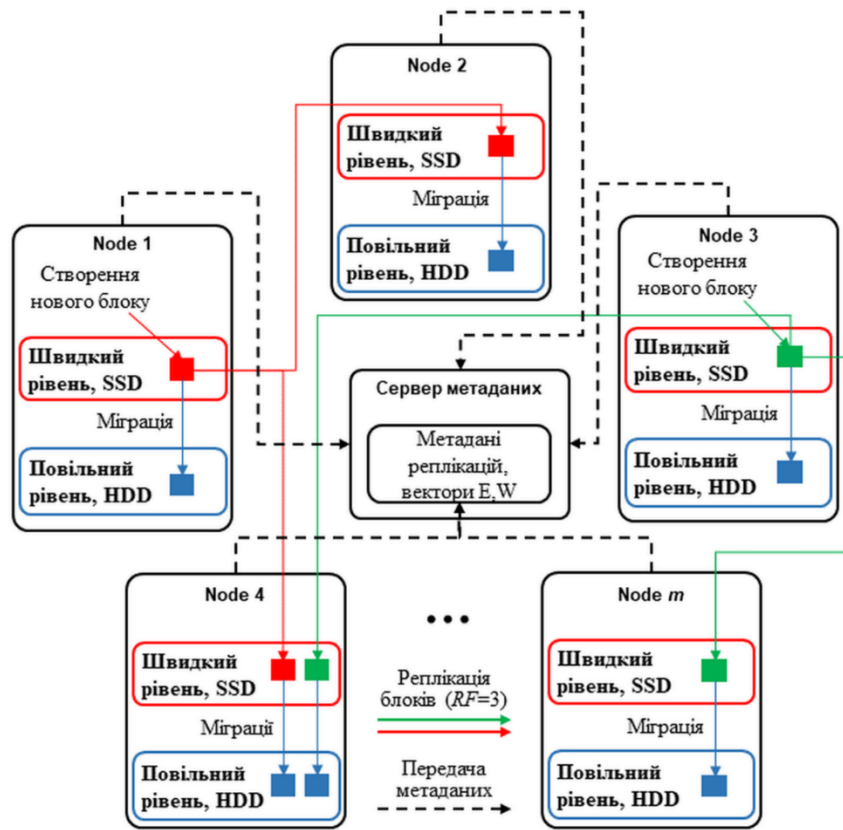 Node 2
Швидкий
рівень, SSD
Міграція
Повільний
рівень, HDD
Node 1
Створення
нового блоку
Швидкий
рівень, SSD
Міграція
Повільний
рівень, HDD
Node 3
Створення
нового блоку
Швидкий
рівень, SSD
Міграція
Повільний
рівень, HDD
Сервер метаданих
Метадані
реплікацій,
вектори E,W
Node 4
Швидкий
рівень, SSD
Міграції
Повільний
рівень, HDD
•••
Реплікація
блоків (RF=3)
Передача
метаданих
Node m
Швидкий
рівень, SSD
Міграція
Повільний
рівень, HDD